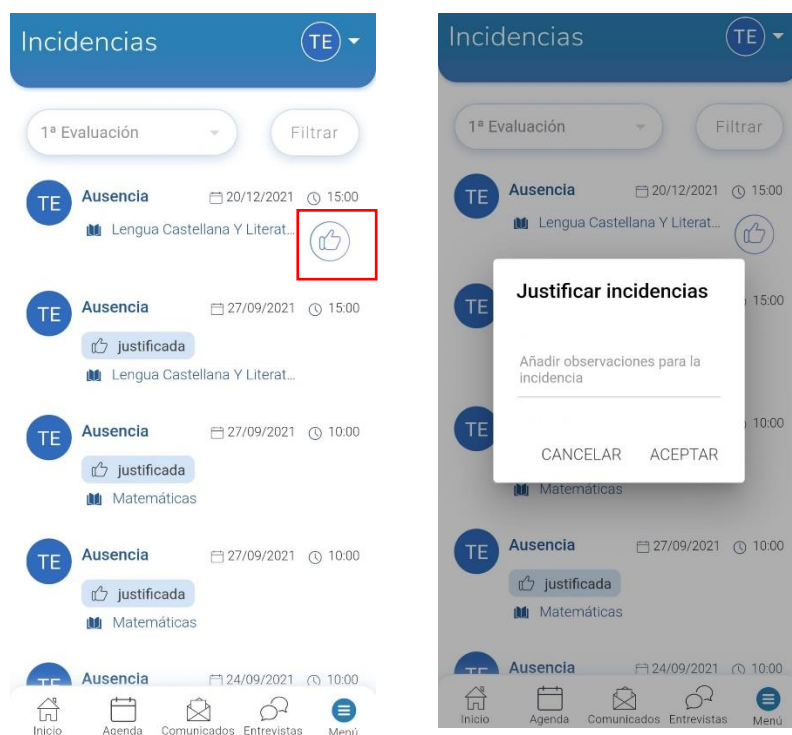 Incidencias
TE
1ª Evaluación
Filtrar
TE
Ausencia
20/12/2021
15:00
Lengua Castellana Y Literat...
TE
Ausencia
27/09/2021
15:00
justificada
Lengua Castellana Y Literat...
TE
Ausencia
27/09/2021
10:00
justificada
Matemáticas
TE
Ausencia
27/09/2021
10:00
justificada
Matemáticas
TE
Ausencia
24/09/2021
10:00
Inicio
Agenda
Comunicados
Entrevistas
Menú
Incidencias
TE
1ª Evaluación
Filtrar
TE
Ausencia
20/12/2021
15:00
Lengua Castellana Y Literat...
TE
15:00
Justificar incidencias
Añadir observaciones para la
incidencia
CANCELAR
ACEPTAR
TE
10:00
Matemáticas
TE
Ausencia
27/09/2021
10:00
justificada
Matemáticas
TE
Ausencia
24/09/2021
10:00
Inicio
Agenda
Comunicados
Entrevistas
Menú